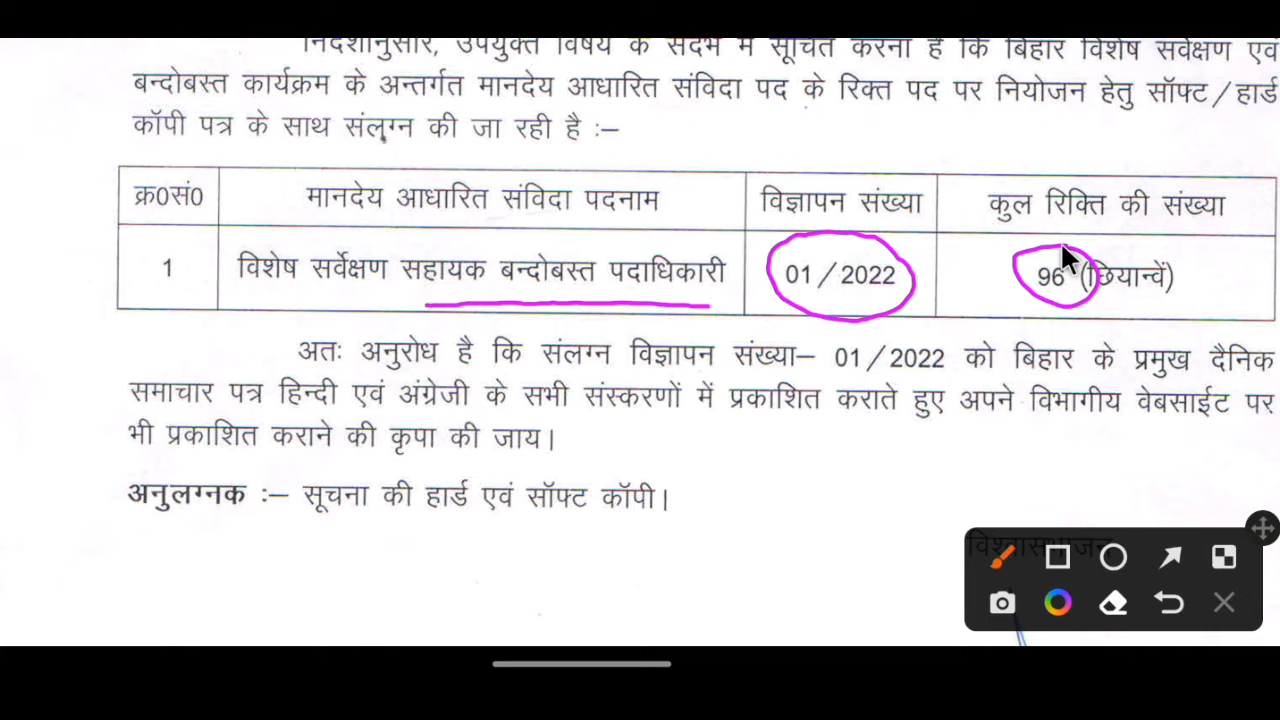 निदेशानुसार, उपर्युक्त विषय के संदर्भ में सूचित करना है कि बिहार विशेष सर्वेक्षण एवं
बन्दोबस्त कार्यक्रम के अन्तर्गत मानदेय आधारित संविदा पद के रिक्त पद पर नियोजन हेतु सॉफ्ट/हार्ड
कॉपी पत्र के साथ संलग्न की जा रही है :–
क्र0सं0 मानदेय आधारित संविदा पदनाम विज्ञापन संख्या कुल रिक्ति की संख्या
1 विशेष सर्वेक्षण सहायक बन्दोबस्त पदाधिकारी 01/2022 96 (छियान्वें)
अतः अनुरोध है कि संलग्न विज्ञापन संख्या– 01/2022 को बिहार के प्रमुख दैनिक
समाचार पत्र हिन्दी एवं अंग्रेजी के सभी संस्करणों में प्रकाशित कराते हुए अपने विभागीय वेबसाईट पर
भी प्रकाशित कराने की कृपा की जाय।
अनुलग्नक :– सूचना की हार्ड एवं सॉफ्ट कॉपी।
विश्वासभाजन